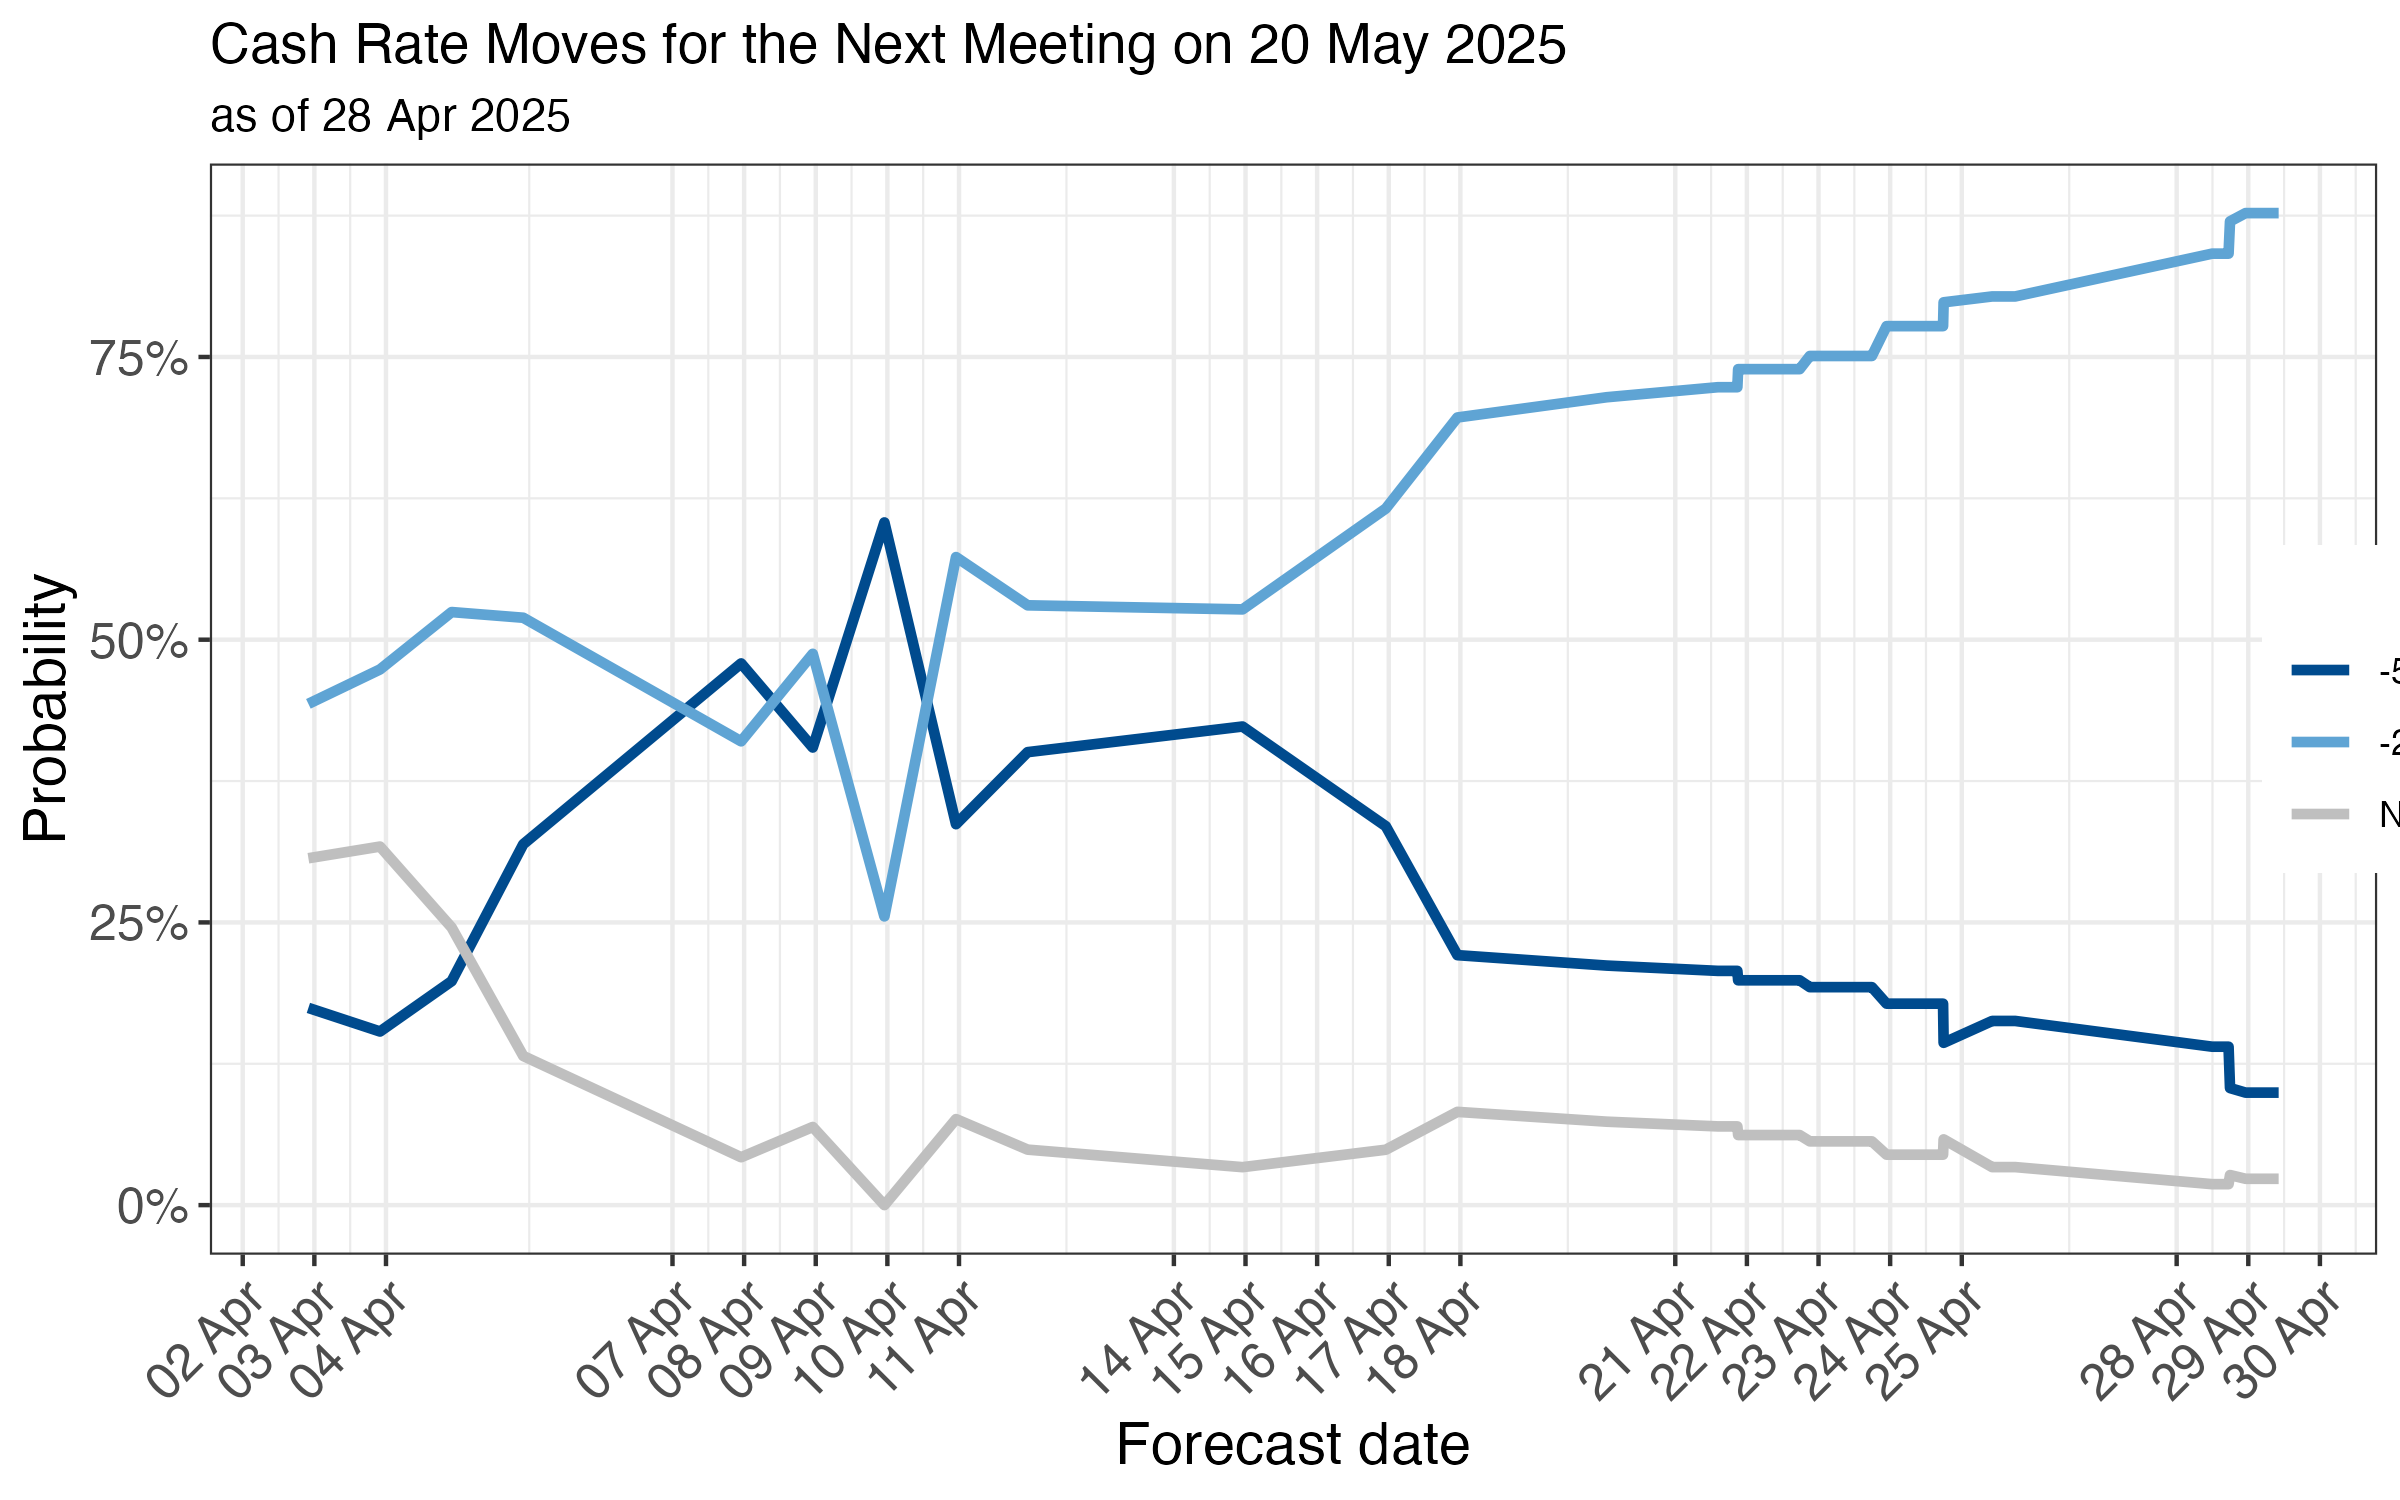 Cash Rate Moves for the Next Meeting on 20 May 2025
as of 28 Apr 2025
Probability
75%
50%
25%
0%
02 Apr
03 Apr
04 Apr
07 Apr
08 Apr
09 Apr
10 Apr
11 Apr
14 Apr
15 Apr
16 Apr
17 Apr
18 Apr
21 Apr
22 Apr
23 Apr
24 Apr
25 Apr
28 Apr
29 Apr
30 Apr
Forecast date